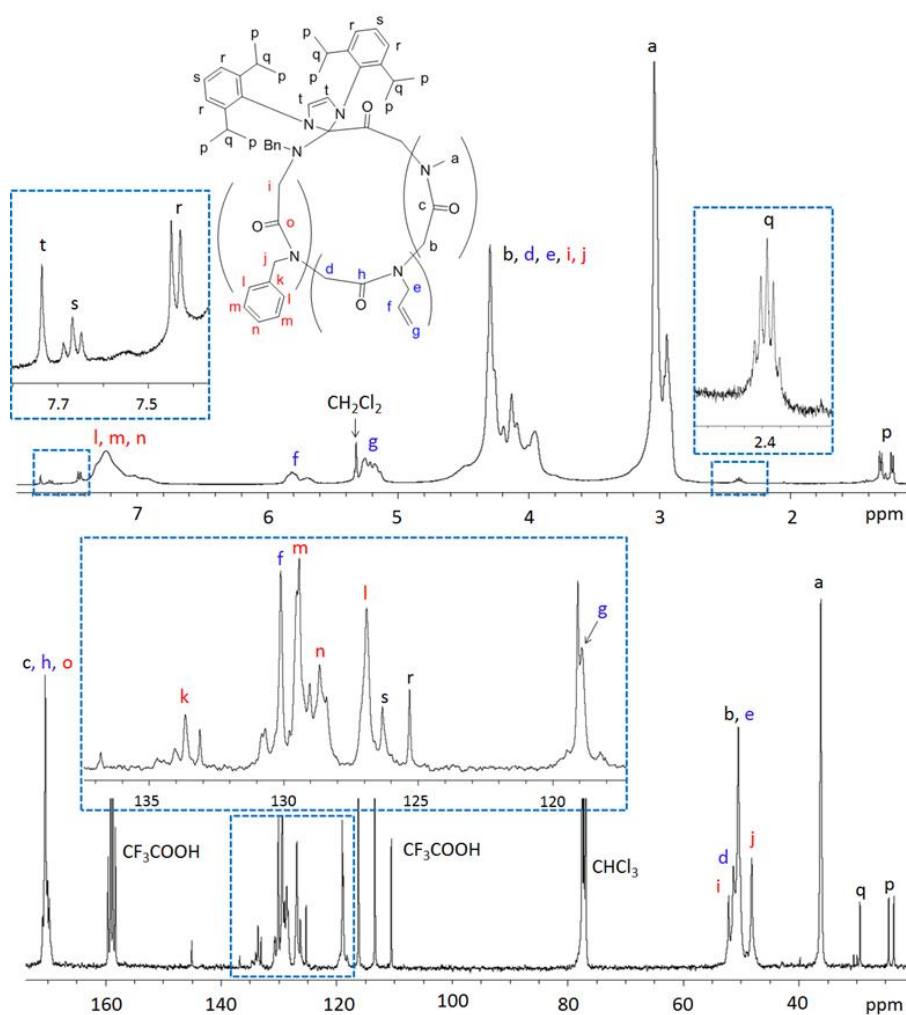 p p p p
r s r r s r
q q
p p p p
s t t q q
r r p p
p q N N O
p p Bn N N a
i O c O
o N b
j d h N e
l k l O f
m m g
n
t s r
7.7 7.5
a
b, d, e, i, j
q
2.4
CH2Cl2
l, m, n f g p
7 6 5 4 3 2 ppm
f m l n s r g
k
135 130 125 120
c, h, o
a
b, e
d
i j
q p
CF3COOH CF3COOH CHCl3
160 140 120 100 80 60 40 ppm